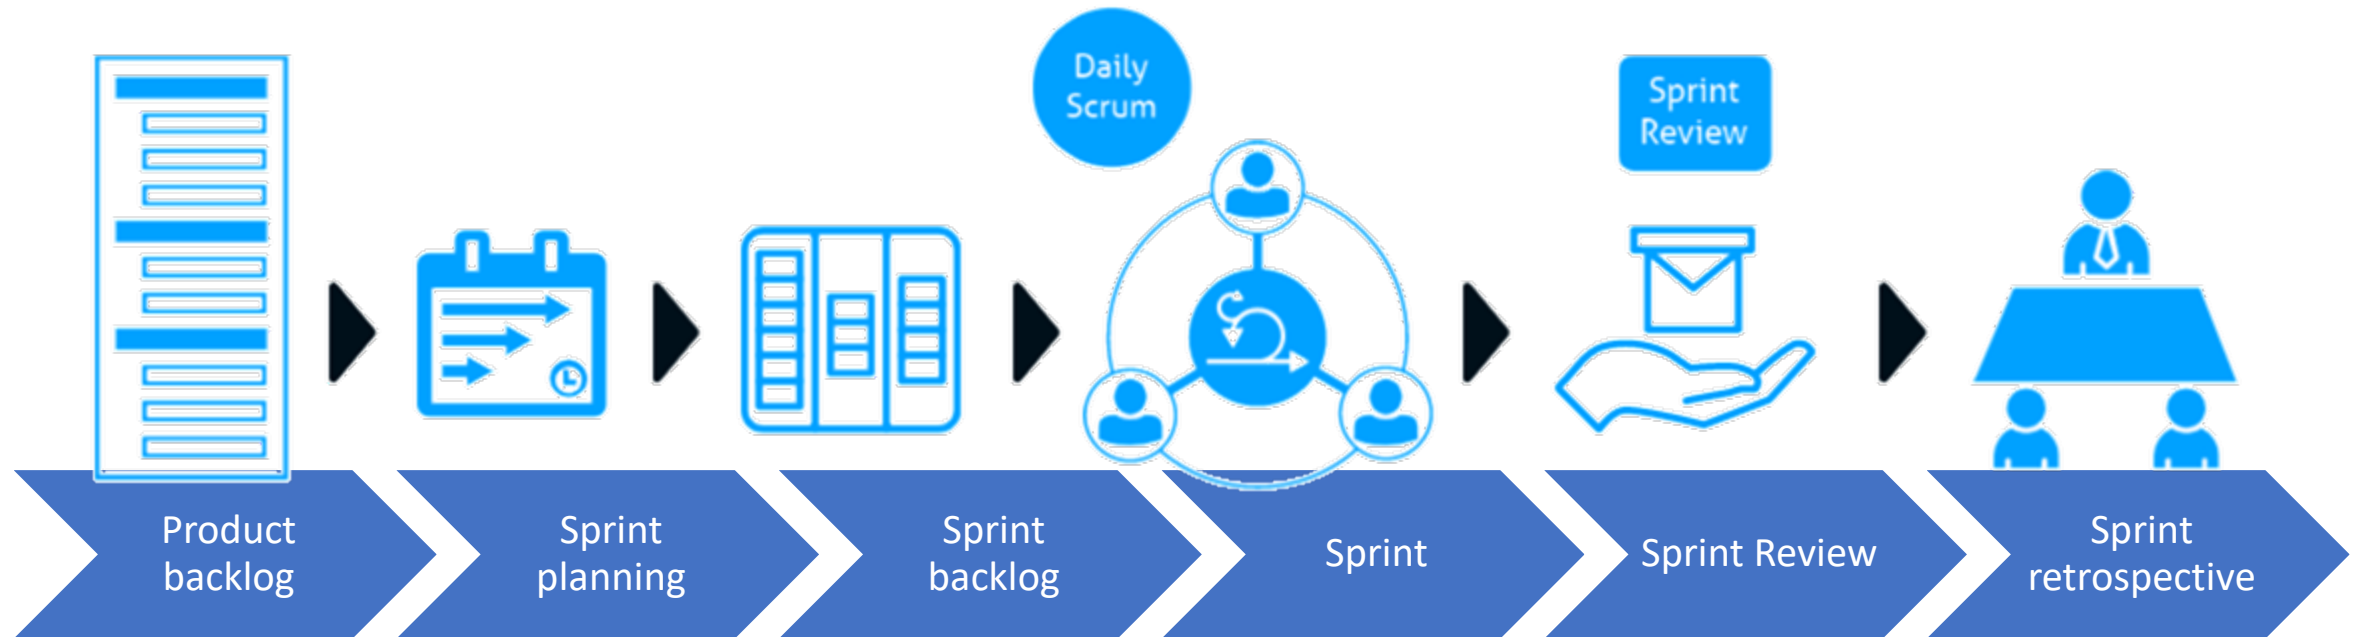 Daily
Scrum
Sprint
Review
Product
backlog
Sprint
planning
Sprint
backlog
Sprint
Sprint Review
Sprint
retrospective